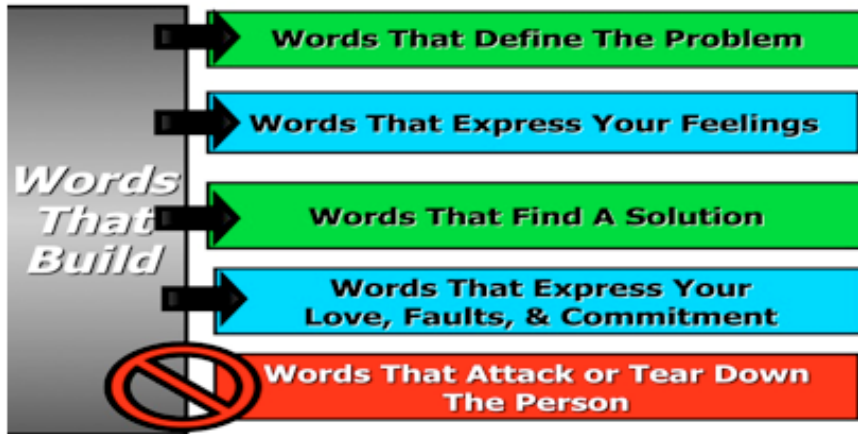 Words
That
Build
Words That Define The Problem
Words That Express Your Feelings
Words That Find A Solution
Words That Express Your
Love, Faults, & Commitment
Words That Attack or Tear Down
The Person